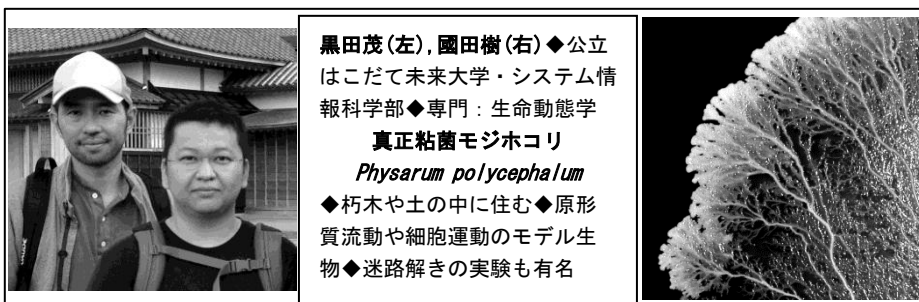 黒田茂(左),國田樹(右)◆公立
はこだて未来大学・システム情
報科学部◆専門：生命動態学
真正粘菌モジホコリ
Physarum polycephalum
◆朽木や土の中に住む◆原形
質流動や細胞運動のモデル生
物◆迷路解きの実験も有名